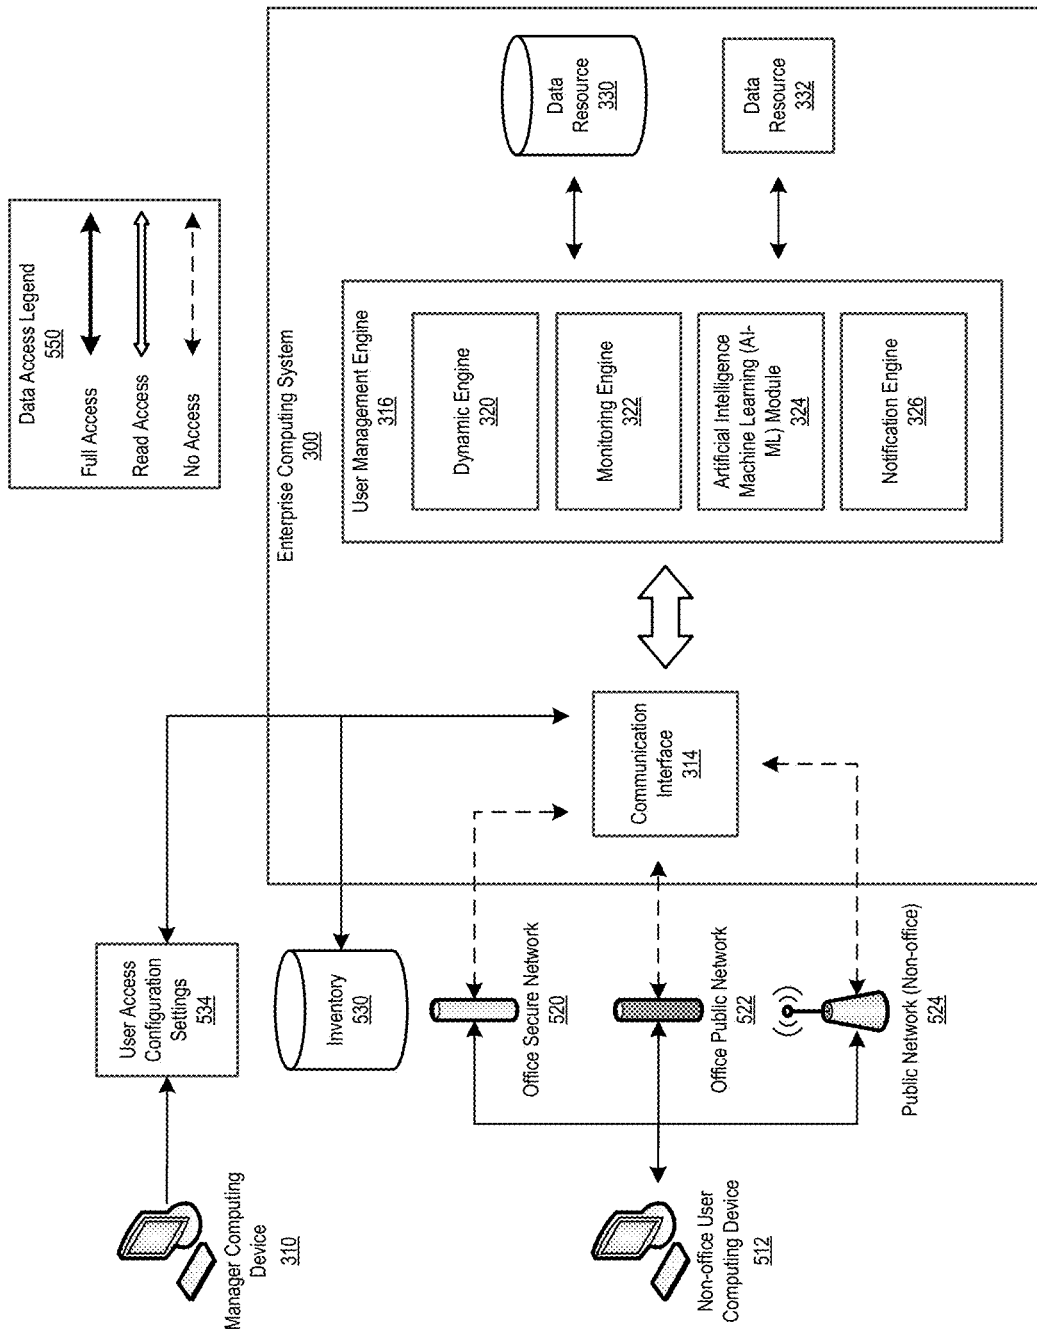 Data Access Legend
550
Full Access
Read Access
No Access
Enterprise Computing System
300
User Management Engine
316
Dynamic Engine
320
Monitoring Engine
322
Artificial Intelligence
Machine Learning (AI-
ML) Module
324
Notification Engine
326
Data
Resource
330
Data
Resource
332
Communication
Interface
314
User Access
Configuration
Settings
534
Inventory
530
Office Secure Network
520
Office Public Network
522
Public Network (Non-office)
524
Manager Computing
Device
310
Non-office User
Computing Device
512